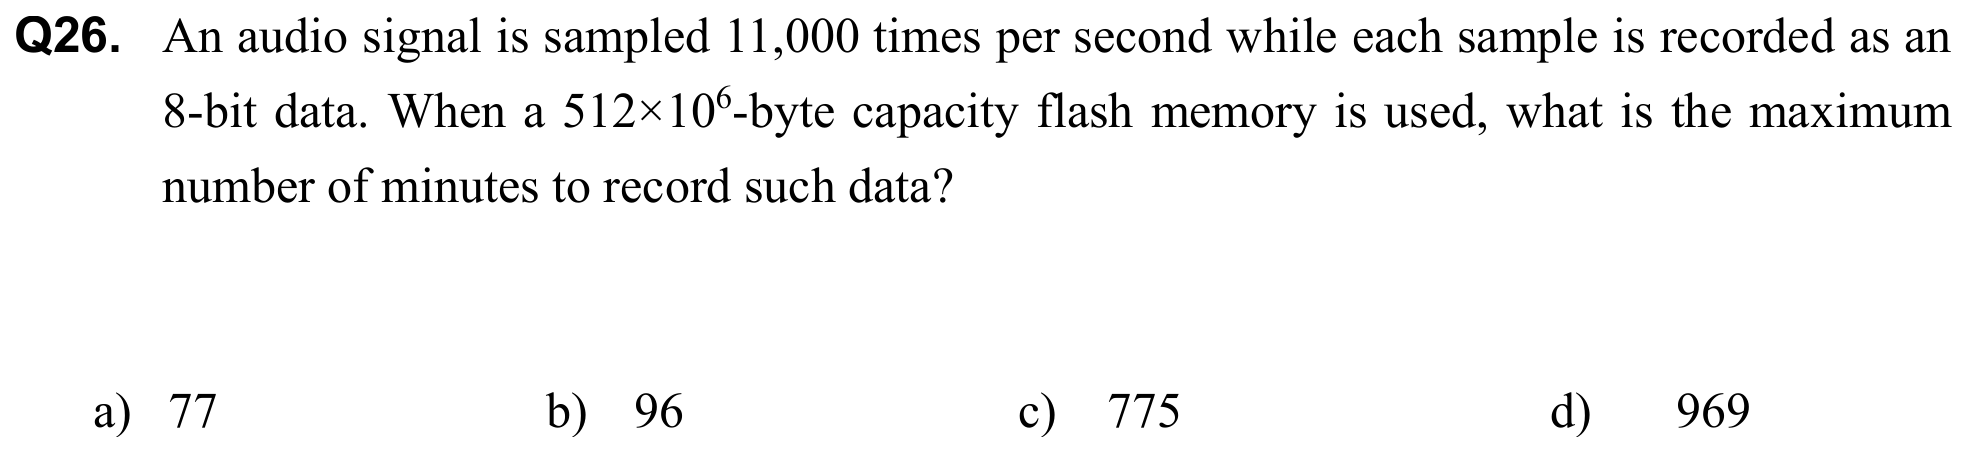 Q26. An audio signal is sampled 11,000 times per second while each sample is recorded as an
8-bit data. When a 512×10⁶-byte capacity flash memory is used, what is the maximum
number of minutes to record such data?
a) 77 b) 96 c) 775 d) 969